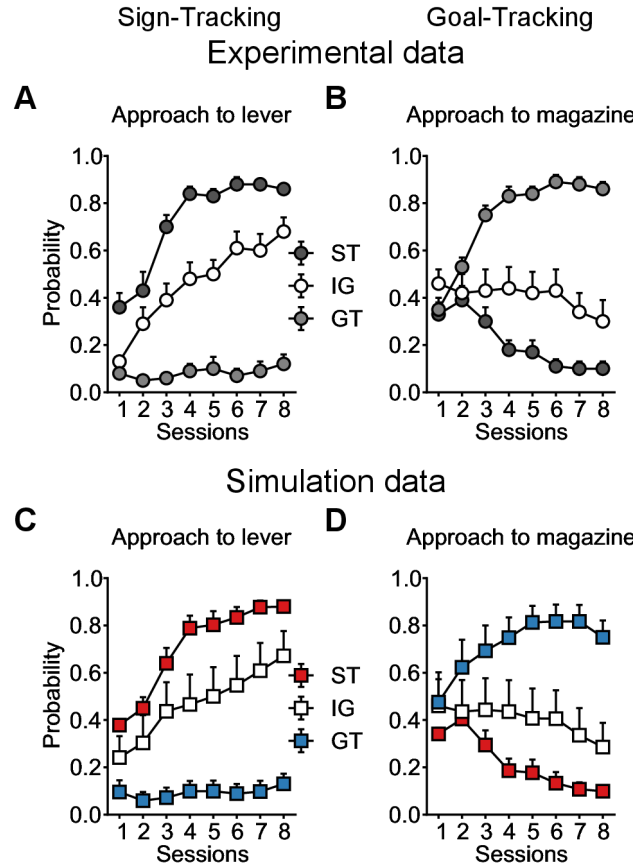 Sign-Tracking Goal-Tracking
Experimental data
A B
Approach to lever Approach to magazine
Probability
1.0
0.8
0.6
0.4
0.2
0.0
1 2 3 4 5 6 7 8
Sessions
ST
IG
GT
1.0
0.8
0.6
0.4
0.2
0.0
1 2 3 4 5 6 7 8
Sessions
Simulation data
C D
Approach to lever Approach to magazine
Probability
1.0
0.8
0.6
0.4
0.2
0.0
1 2 3 4 5 6 7 8
Sessions
ST
IG
GT
1.0
0.8
0.6
0.4
0.2
0.0
1 2 3 4 5 6 7 8
Sessions